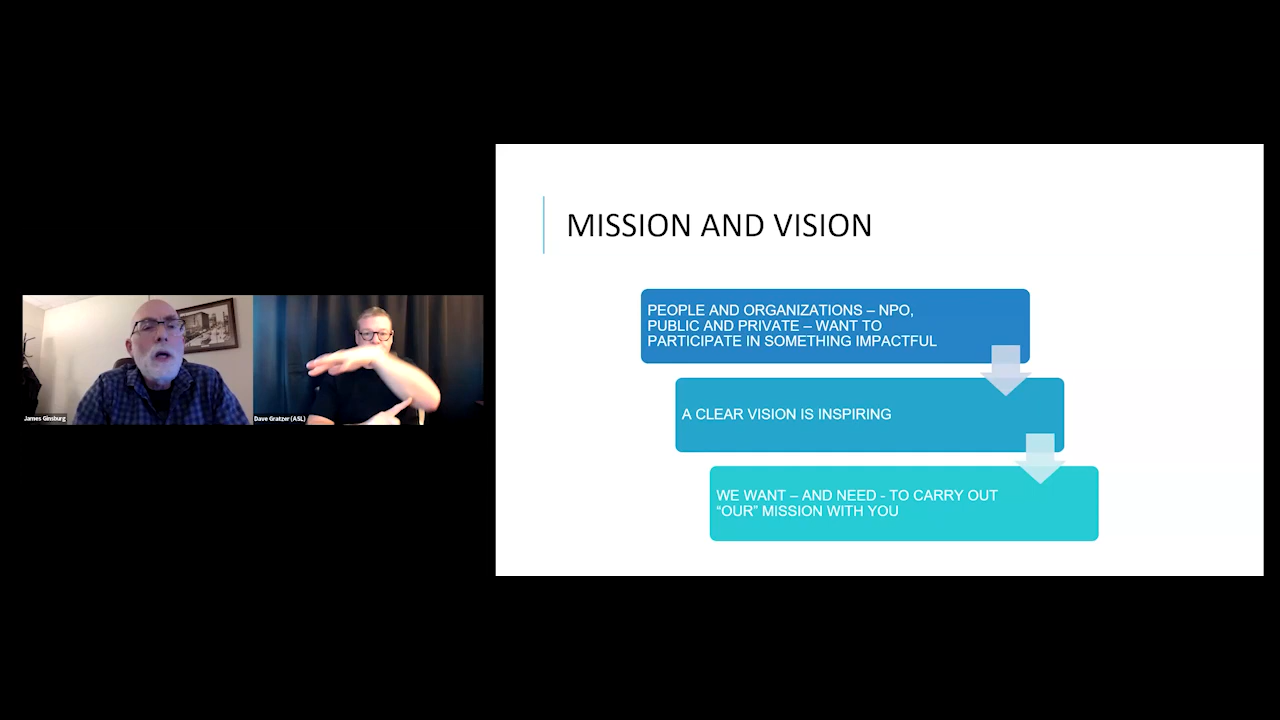 MISSION AND VISION
PEOPLE AND ORGANIZATIONS – NPO,
PUBLIC AND PRIVATE – WANT TO
PARTICIPATE IN SOMETHING IMPACTFUL
A CLEAR VISION IS INSPIRING
WE WANT – AND NEED - TO CARRY OUT
“OUR” MISSION WITH YOU
James Ginsburg
Dave Gratzer (ASL)